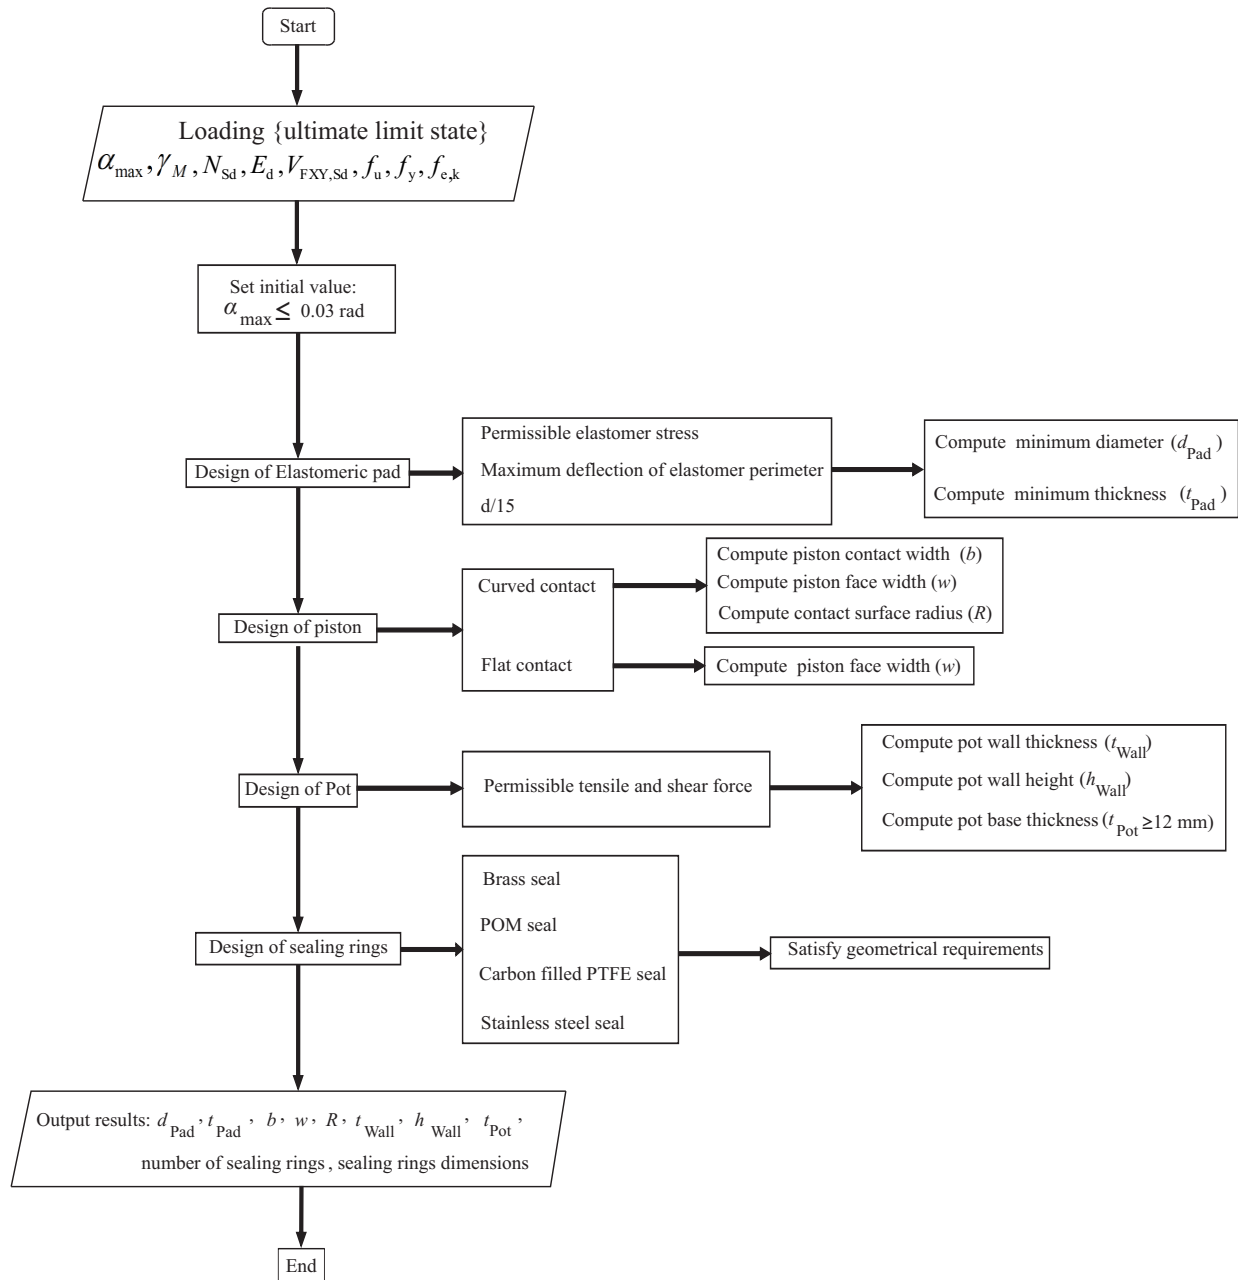 Start
Loading {ultimate limit state}
α_max, γ_M, N_Sd, E_d, V_FXY,Sd, f_u, f_y, f_e,k
Set initial value:
α_max ≤ 0.03 rad
Design of Elastomeric pad
Permissible elastomer stress
Maximum deflection of elastomer perimeter
d/15
Compute minimum diameter (d_Pad)
Compute minimum thickness (t_Pad)
Design of piston
Curved contact
Flat contact
Compute piston contact width (b)
Compute piston face width (w)
Compute contact surface radius (R)
Compute piston face width (w)
Design of Pot
Permissible tensile and shear force
Compute pot wall thickness (t_Wall)
Compute pot wall height (h_Wall)
Compute pot base thickness (t_Pot ≥12 mm)
Design of sealing rings
Brass seal
POM seal
Carbon filled PTFE seal
Stainless steel seal
Satisfy geometrical requirements
Output results: d_Pad, t_Pad, b, w, R, t_Wall, h_Wall, t_Pot,
number of sealing rings, sealing rings dimensions
End